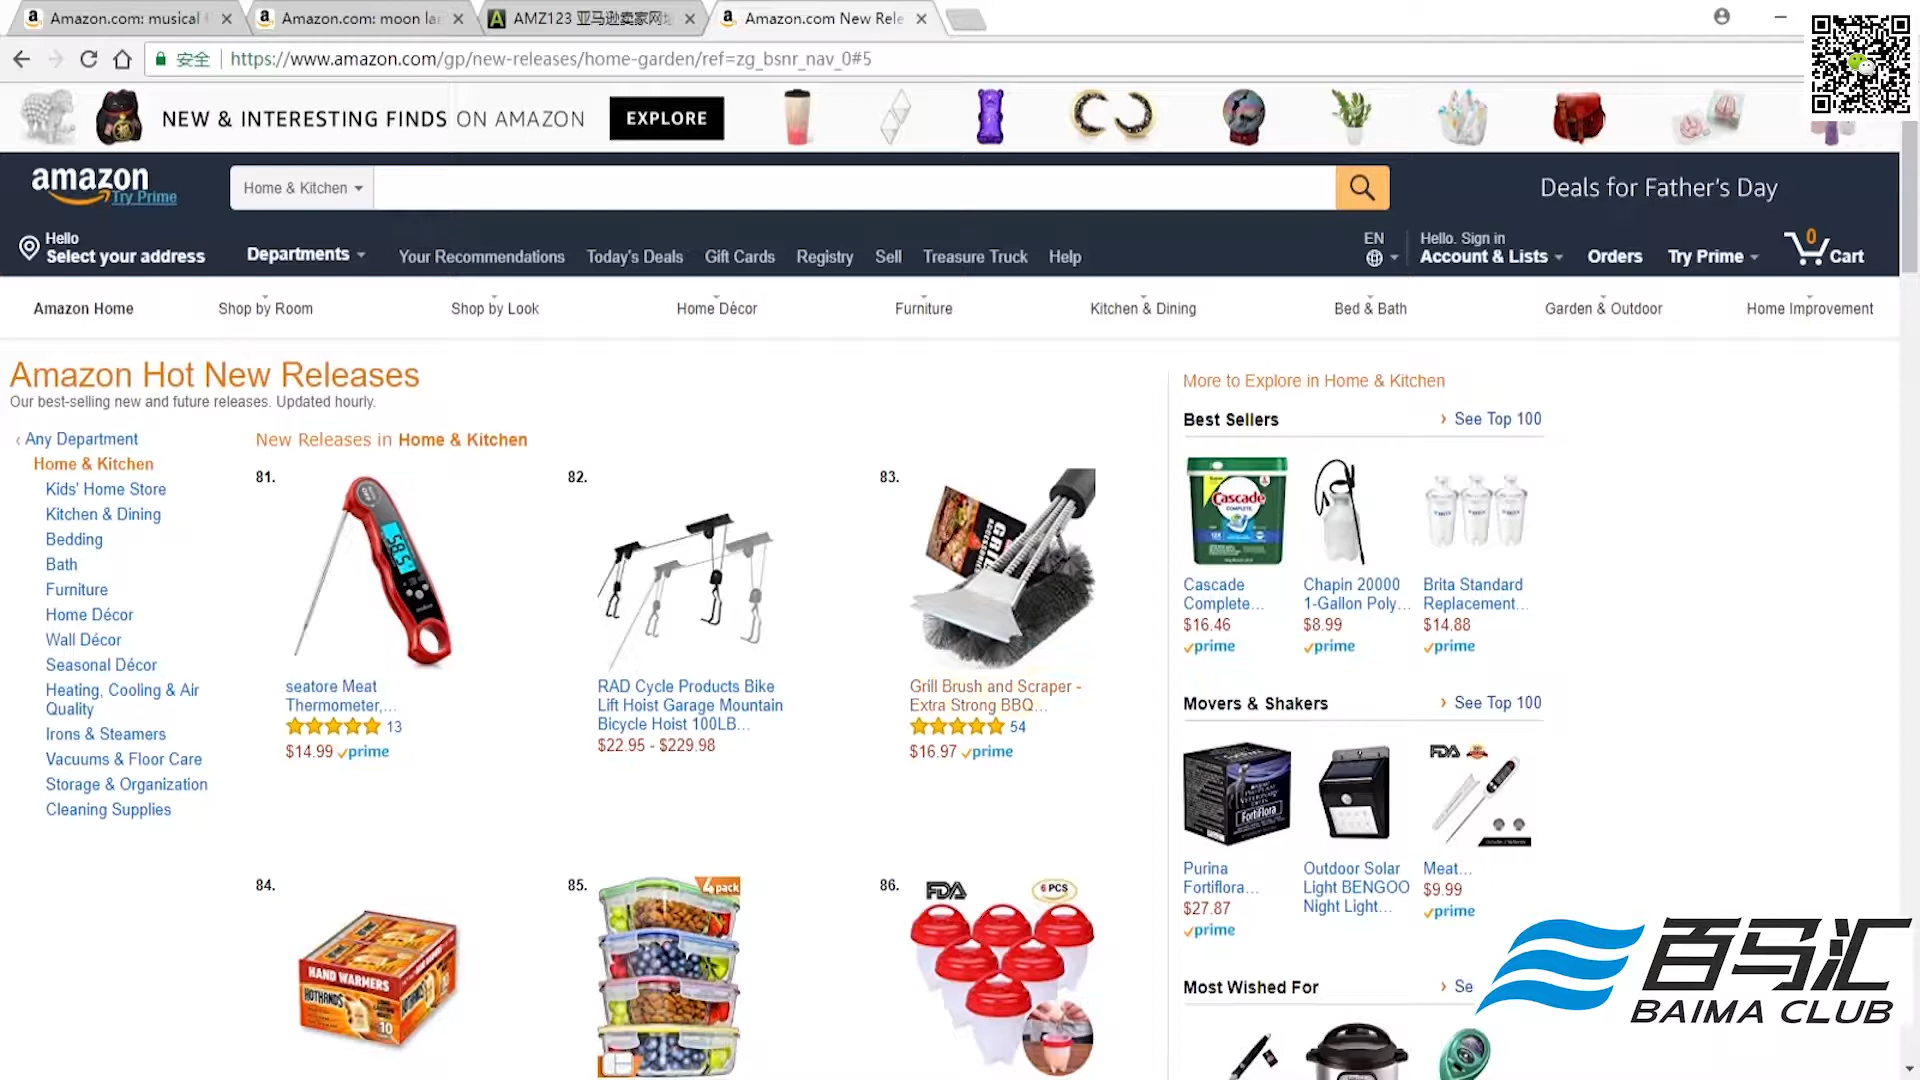 Amazon.com: musical
Amazon.com: moon la
AMZ123 亚马逊卖家网
Amazon.com New Rele
安全
https://www.amazon.com/gp/new-releases/home-garden/ref=zg_bsnr_nav_0#5
NEW & INTERESTING FINDS ON AMAZON
EXPLORE
amazon
Try Prime
Home & Kitchen
Deals for Father's Day
Hello
Select your address
Departments
Your Recommendations
Today's Deals
Gift Cards
Registry
Sell
Treasure Truck
Help
EN
Hello. Sign in
Account & Lists
Orders
Try Prime
0
Cart
Amazon Home
Shop by Room
Shop by Look
Home Décor
Furniture
Kitchen & Dining
Bed & Bath
Garden & Outdoor
Home Improvement
Amazon Hot New Releases
Our best-selling new and future releases. Updated hourly.
‹ Any Department
Home & Kitchen
Kids' Home Store
Kitchen & Dining
Bedding
Bath
Furniture
Home Décor
Wall Décor
Seasonal Décor
Heating, Cooling & Air
Quality
Irons & Steamers
Vacuums & Floor Care
Storage & Organization
Cleaning Supplies
New Releases in Home & Kitchen
81.
58.5
seatore Meat
Thermometer,...
13
$14.99 prime
82.
RAD Cycle Products Bike
Lift Hoist Garage Mountain
Bicycle Hoist 100LB...
$22.95 - $229.98
83.
Grill Brush and Scraper -
Extra Strong BBQ...
54
$16.97 prime
84.
HAND WARMERS
HOTHANDS
10
85.
4 pack
86.
FDA
6 PCS
More to Explore in Home & Kitchen
Best Sellers
› See Top 100
Cascade
COMPLETE
Cascade
Complete...
$16.46
prime
Chapin 20000
1-Gallon Poly...
$8.99
prime
Brita Standard
Replacement...
$14.88
prime
Movers & Shakers
› See Top 100
FortiFlora
Purina
Fortiflora...
$27.87
prime
Outdoor Solar
Light BENGOO
Night Light...
FDA
Meat...
$9.99
prime
Most Wished For
› Se
百马汇
BAIMA CLUB